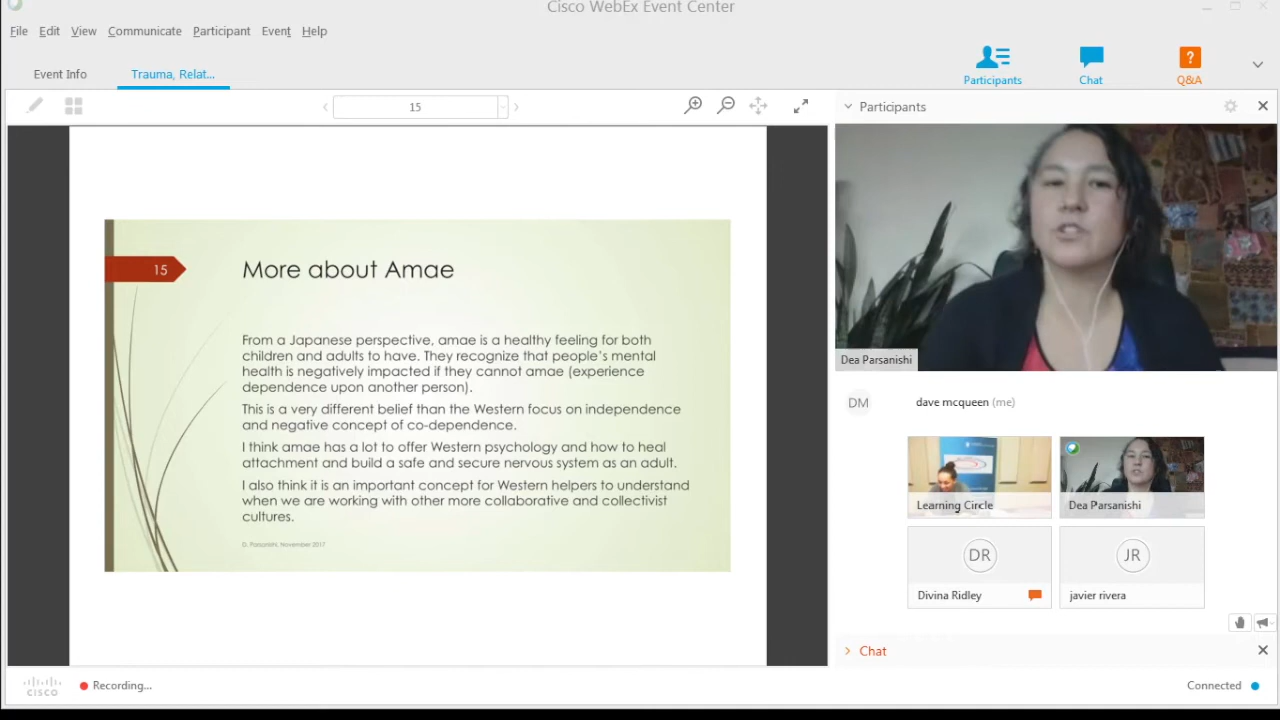 Cisco WebEx Event Center
File Edit View Communicate Participant Event Help
Participants
Chat
?
Q&A
Event Info
Trauma, Relat...
15
Participants
15
More about Amae
From a Japanese perspective, amae is a healthy feeling for both
children and adults to have. They recognize that people's mental
health is negatively impacted if they cannot amae (experience
dependence upon another person).
This is a very different belief than the Western focus on independence
and negative concept of co-dependence.
I think amae has a lot to offer Western psychology and how to heal
attachment and build a safe and secure nervous system as an adult.
I also think it is an important concept for Western helpers to understand
when we are working with other more collaborative and collectivist
cultures.
D. Parsanishi, November 2017
Dea Parsanishi
DM
dave mcqueen (me)
Learning Circle
Dea Parsanishi
DR
Divina Ridley
JR
javier rivera
Chat
cisco
Recording...
Connected